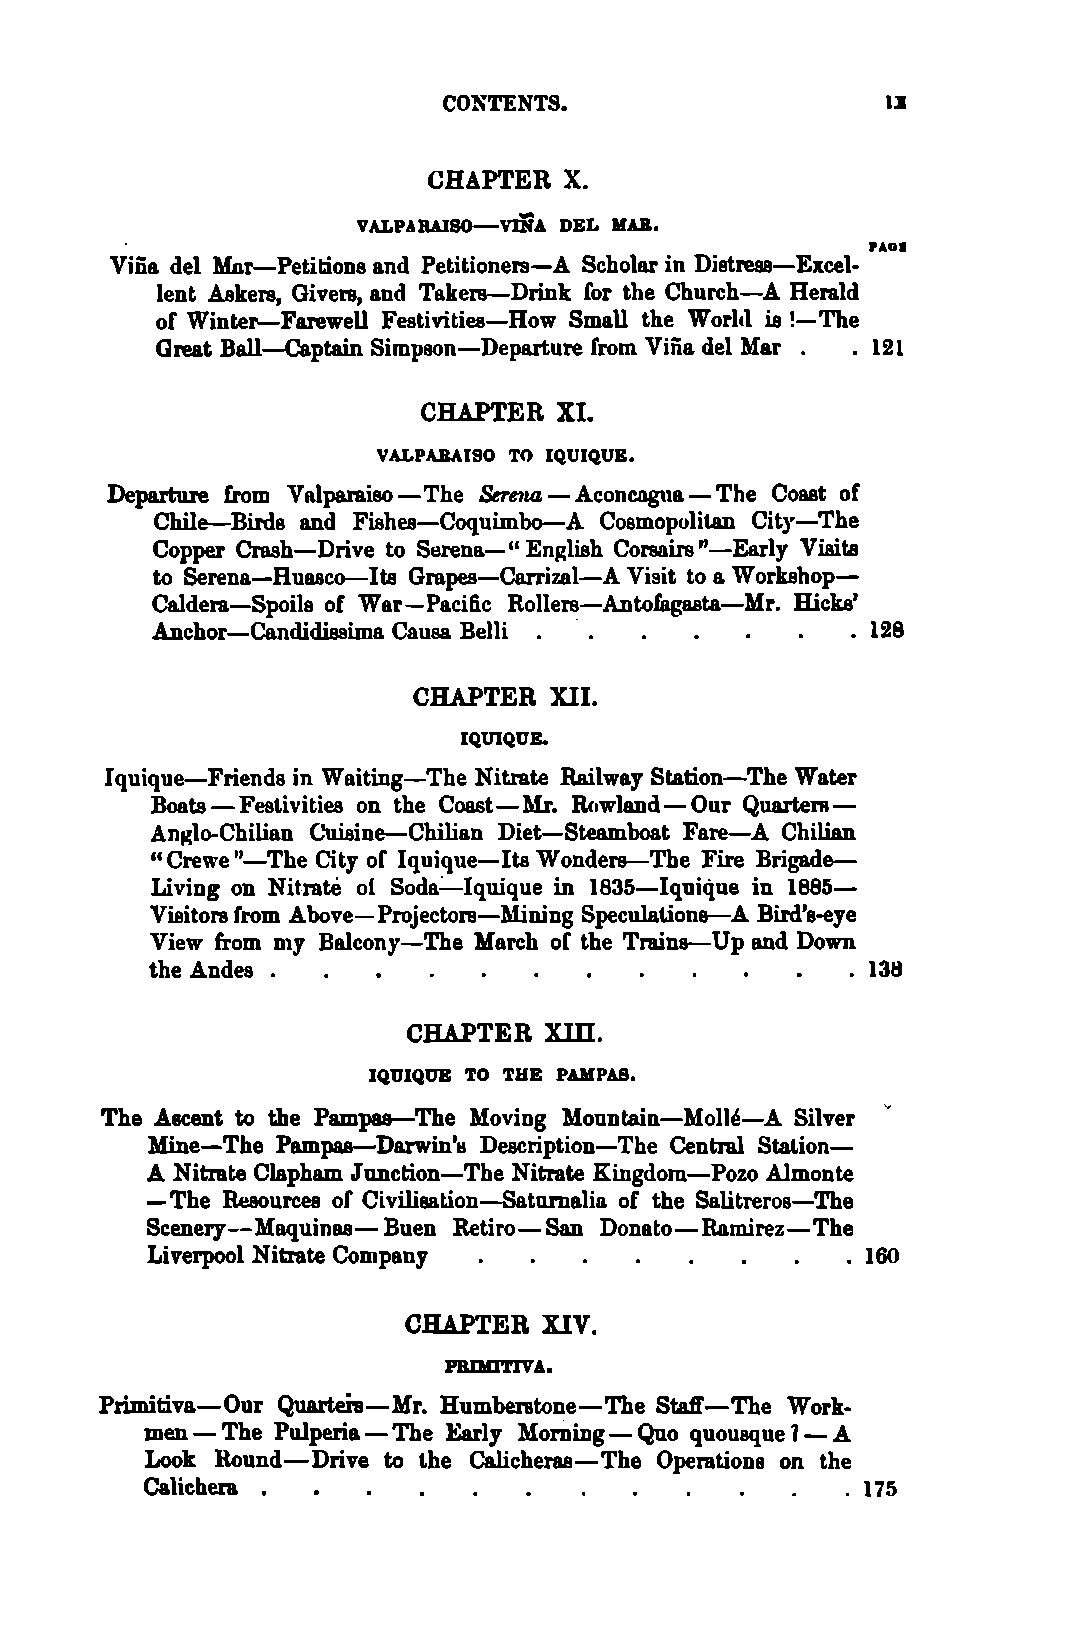 CONTENTS. ix
CHAPTER X.
VALPARAISO—VIÑA DEL MAR.
PAGE
Viña del Mar—Petitions and Petitioners—A Scholar in Distress—Excel-
lent Askers, Givers, and Takers—Drink for the Church—A Herald
of Winter—Farewell Festivities—How Small the World is!—The
Great Ball—Captain Simpson—Departure from Viña del Mar . . 121
CHAPTER XI.
VALPARAISO TO IQUIQUE.
Departure from Valparaiso—The Serena—Aconcagua—The Coast of
Chile—Birds and Fishes—Coquimbo—A Cosmopolitan City—The
Copper Crash—Drive to Serena—"English Corsairs"—Early Visits
to Serena—Huasco—Its Grapes—Carrizal—A Visit to a Workshop—
Caldera—Spoils of War—Pacific Rollers—Antofagasta—Mr. Hicks'
Anchor—Candidissima Causa Belli . . . . . . . 128
CHAPTER XII.
IQUIQUE.
Iquique—Friends in Waiting—The Nitrate Railway Station—The Water
Boats—Festivities on the Coast—Mr. Rowland—Our Quarters—
Anglo-Chilian Cuisine—Chilian Diet—Steamboat Fare—A Chilian
"Crewe"—The City of Iquique—Its Wonders—The Fire Brigade—
Living on Nitrate of Soda—Iquique in 1835—Iquique in 1885—
Visitors from Above—Projectors—Mining Speculations—A Bird's-eye
View from my Balcony—The March of the Trains—Up and Down
the Andes . . . . . . . . . . . . 138
CHAPTER XIII.
IQUIQUE TO THE PAMPAS.
The Ascent to the Pampas—The Moving Mountain—Mollé—A Silver
Mine—The Pampas—Darwin's Description—The Central Station—
A Nitrate Clapham Junction—The Nitrate Kingdom—Pozo Almonte
—The Resources of Civilisation—Saturnalia of the Salitreros—The
Scenery—Maquinas—Buen Retiro—San Donato—Ramirez—The
Liverpool Nitrate Company . . . . . . . . 160
CHAPTER XIV.
PRIMITIVA.
Primitiva—Our Quarters—Mr. Humberstone—The Staff—The Work-
men—The Pulperia—The Early Morning—Quo quousque?—A
Look Round—Drive to the Calicheras—The Operations on the
Calichera . . . . . . . . . . . . 175